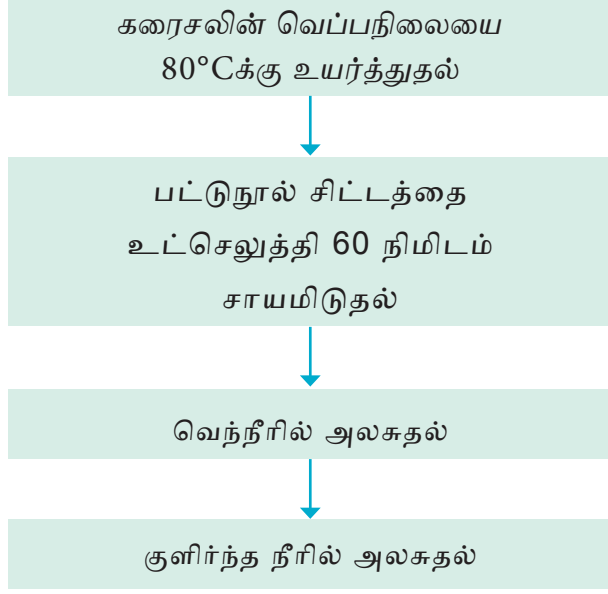 கரைசலின் வெப்பநிலையை
80°Cக்கு உயர்த்துதல்
பட்டுநூல் சிட்டத்தை
உட்செலுத்தி 60 நிமிடம்
சாயமிடுதல்
வெந்நீரில் அலசுதல்
குளிர்ந்த நீரில் அலசுதல்